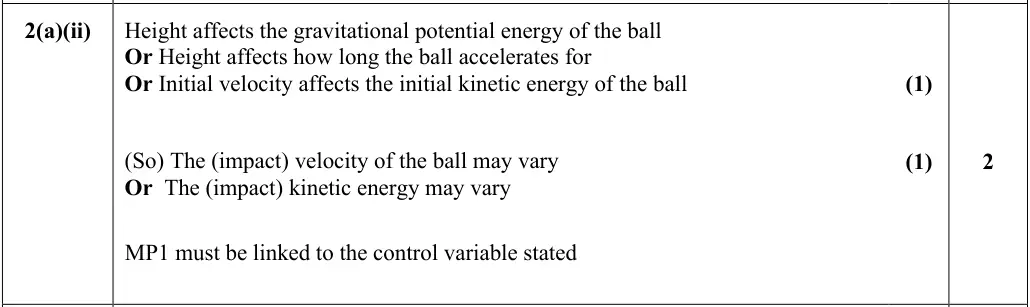 2(a)(ii) Height affects the gravitational potential energy of the ball
Or Height affects how long the ball accelerates for
Or Initial velocity affects the initial kinetic energy of the ball (1)
(So) The (impact) velocity of the ball may vary (1) 2
Or The (impact) kinetic energy may vary
MP1 must be linked to the control variable stated